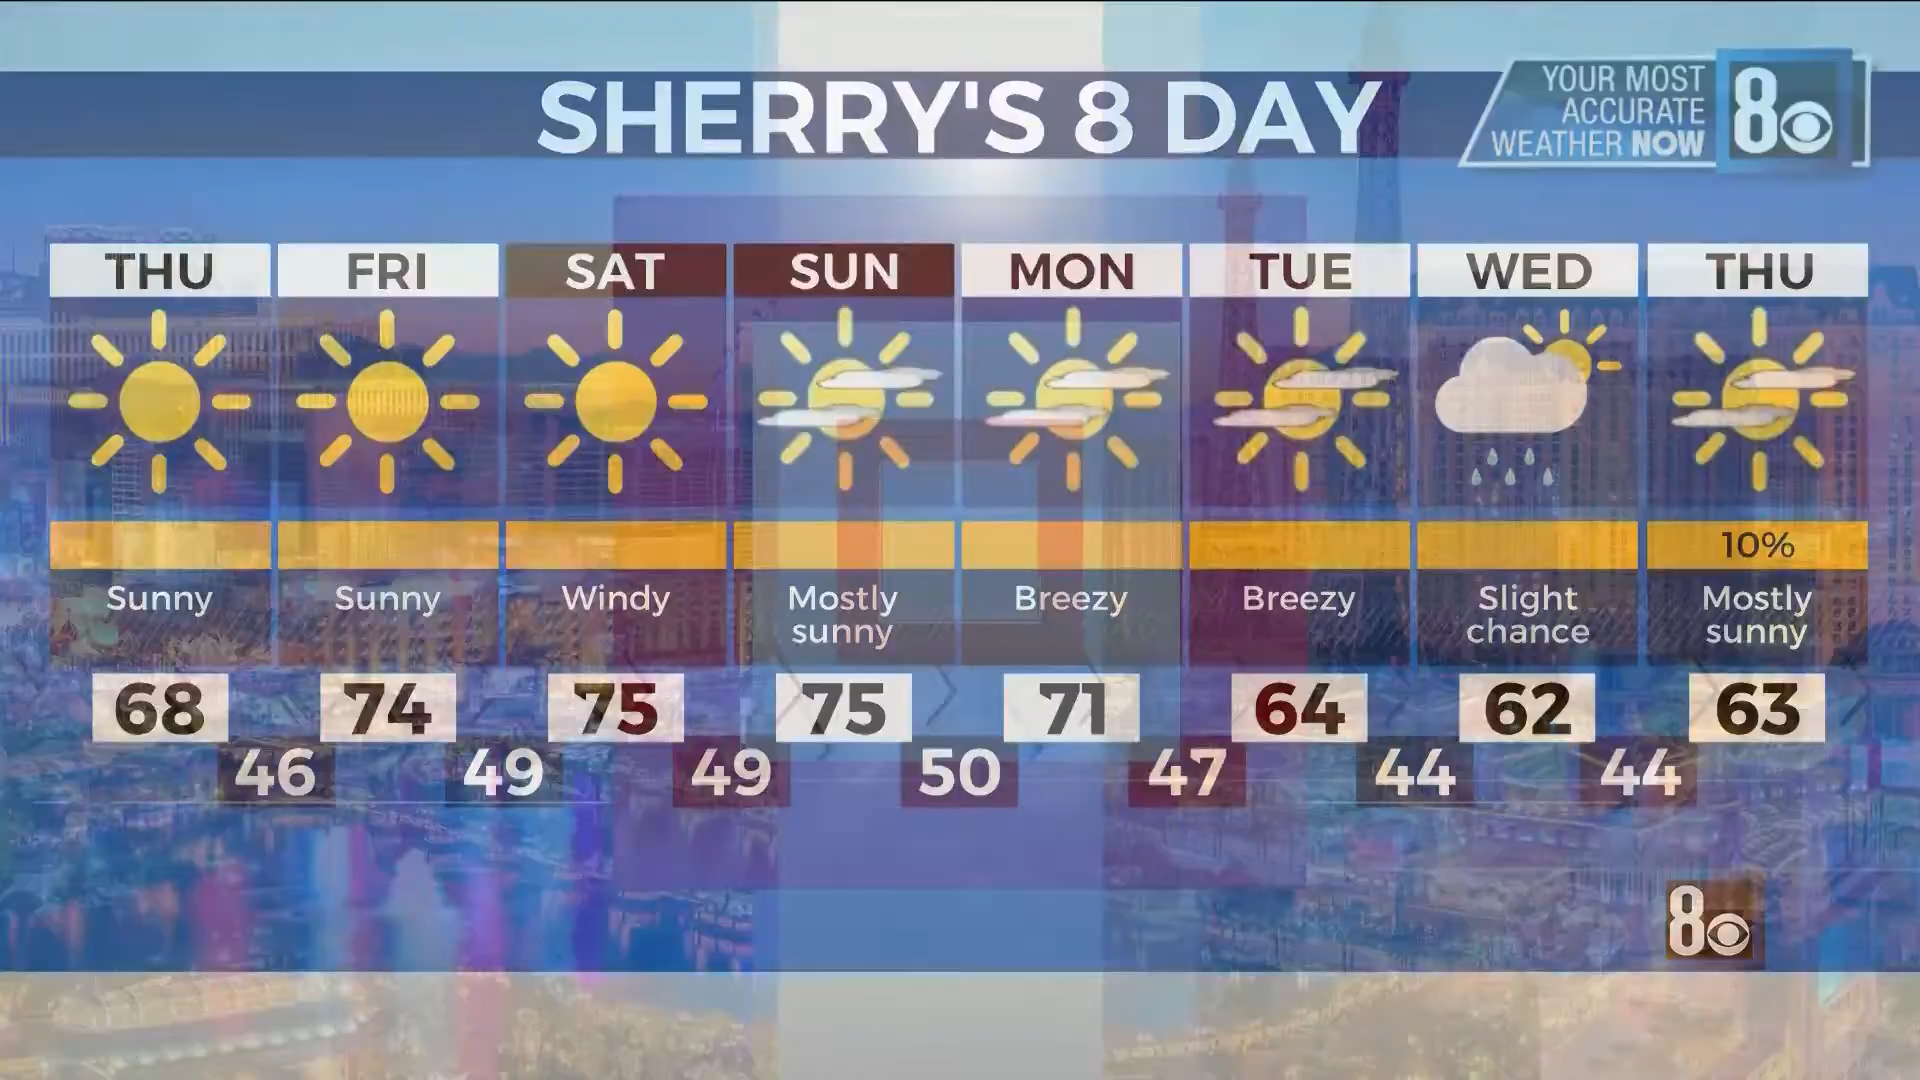 SHERRY'S 8 DAY
YOUR MOST
ACCURATE
WEATHER NOW
8
THU FRI SAT SUN MON TUE WED THU
10%
Sunny Sunny Windy Mostly sunny Breezy Breezy Slight chance Mostly sunny
68 74 75 75 71 64 62 63
46 49 49 50 47 44 44
8